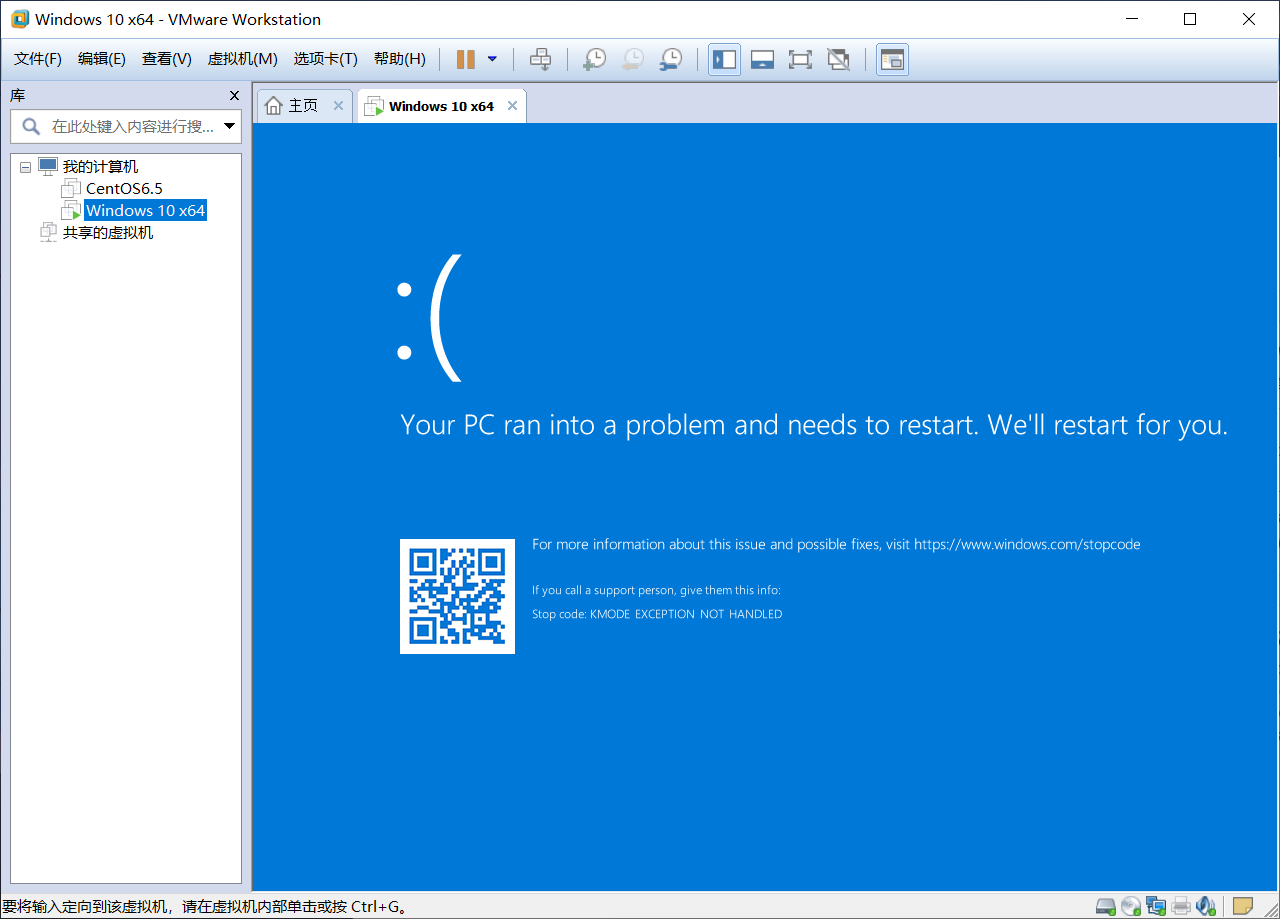 Windows 10 x64 - VMware Workstation
文件(F) 编辑(E) 查看(V) 虚拟机(M) 选项卡(T) 帮助(H)
库
主页 Windows 10 x64
在此处键入内容进行搜...
我的计算机
CentOS6.5
Windows 10 x64
共享的虚拟机
:(
Your PC ran into a problem and needs to restart. We'll restart for you.
For more information about this issue and possible fixes, visit https://www.windows.com/stopcode
If you call a support person, give them this info:
Stop code: KMODE EXCEPTION NOT HANDLED
要将输入定向到该虚拟机，请在虚拟机内部单击或按 Ctrl+G。